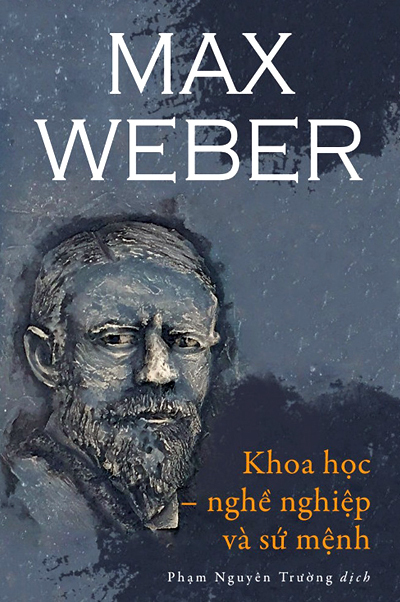 MAX
WEBER
Khoa học
– nghề nghiệp
và sứ mệnh
Phạm Nguyên Trường dịch